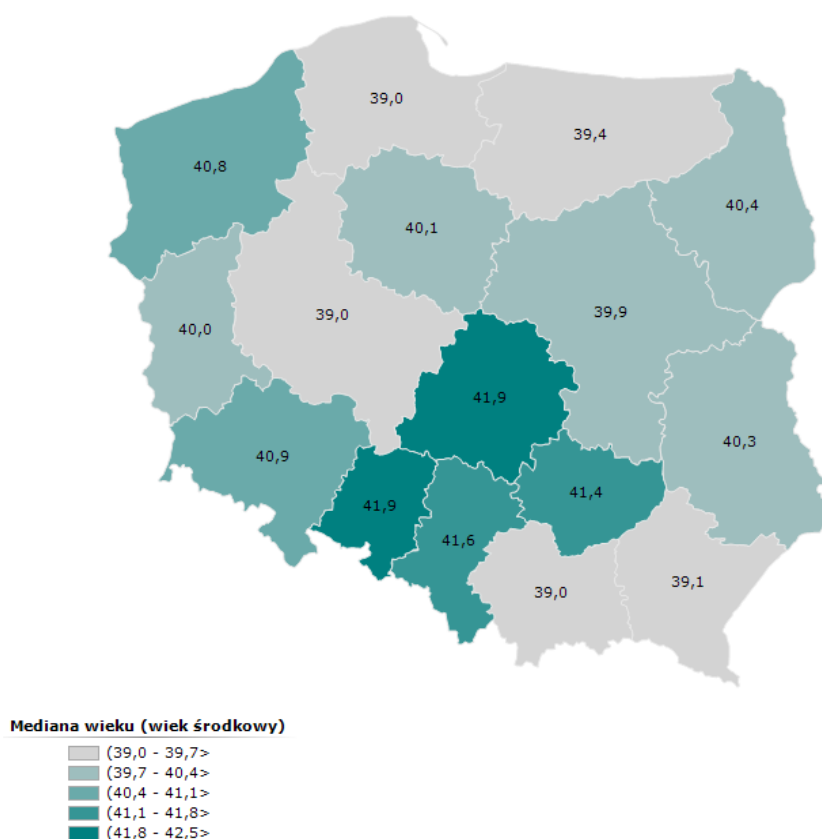 39,0
39,4
40,8
40,4
40,1
39,9
39,0
40,0
41,9
40,3
40,9
41,4
41,9
41,6
39,1
39,0
Mediana wieku (wiek środkowy)
(39,0 - 39,7>
(39,7 - 40,4>
(40,4 - 41,1>
(41,1 - 41,8>
(41,8 - 42,5>